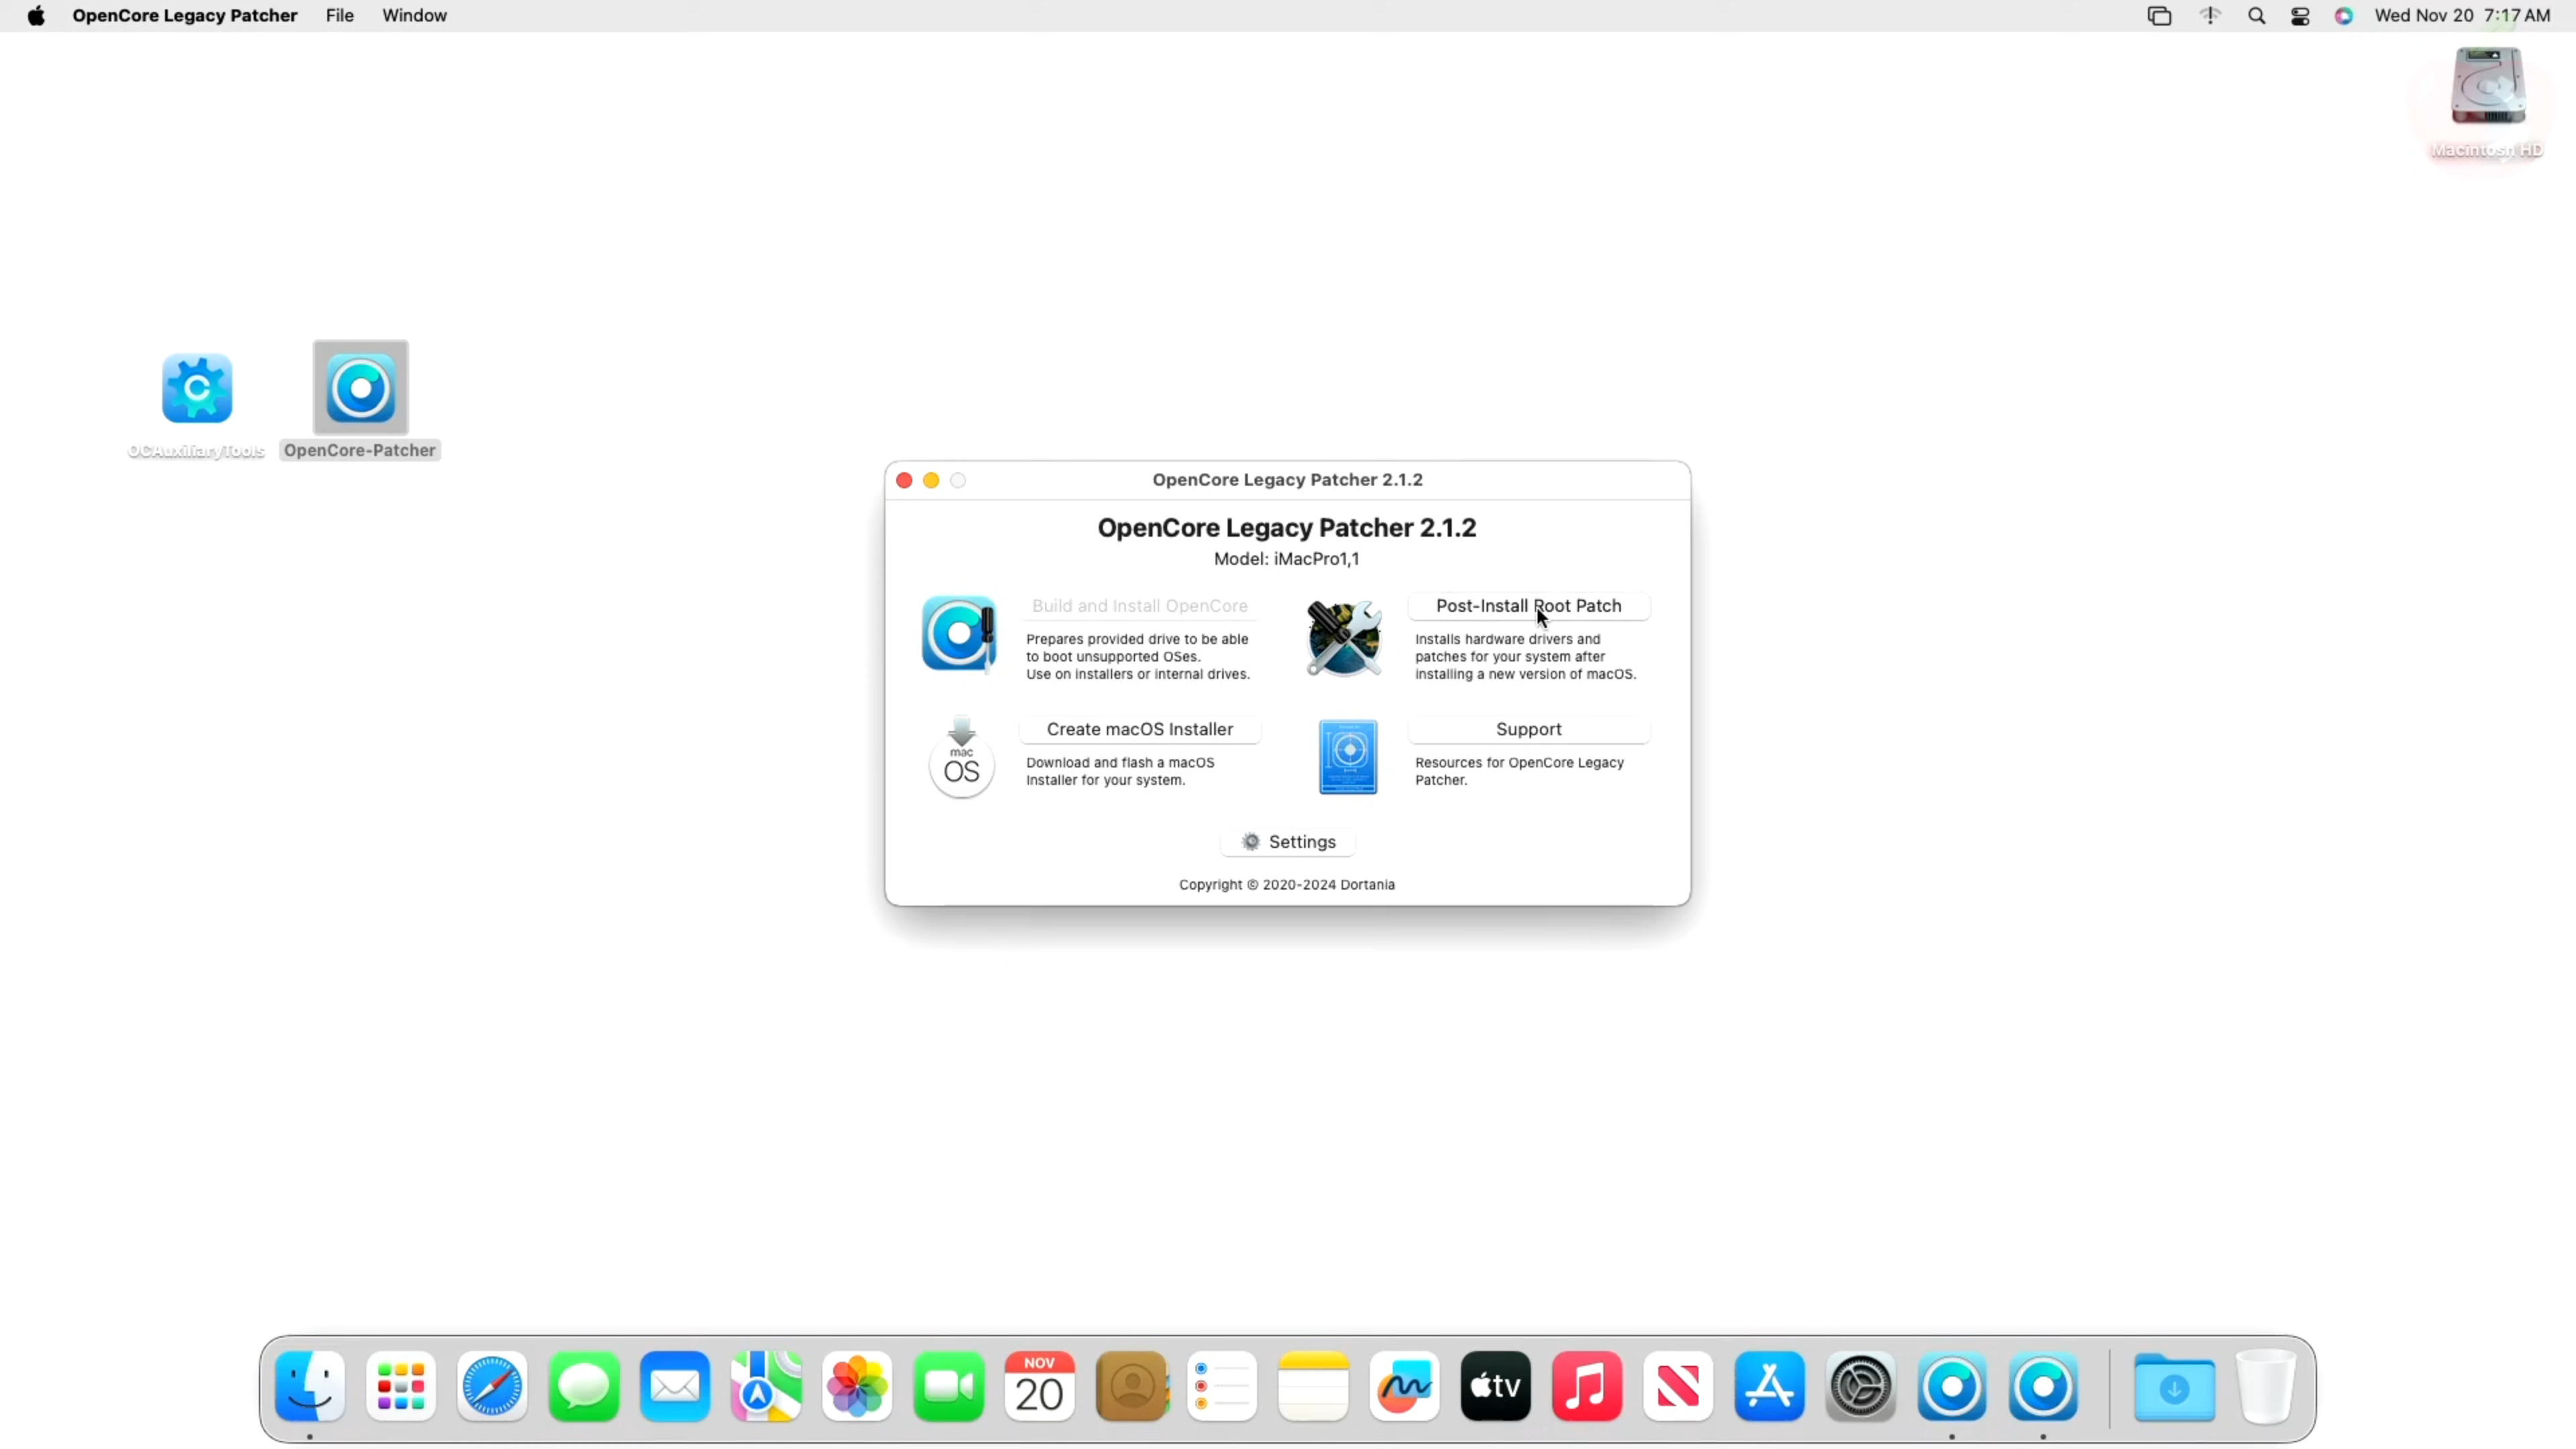 OpenCore Legacy Patcher File Window
Wed Nov 20 7:17 AM
Macintosh HD
OCAuxiliaryTools
OpenCore-Patcher
OpenCore Legacy Patcher 2.1.2
OpenCore Legacy Patcher 2.1.2
Model: iMacPro1,1
Build and Install OpenCore
Prepares provided drive to be able
to boot unsupported OSes.
Use on installers or internal drives.
Post-Install Root Patch
Installs hardware drivers and
patches for your system after
installing a new version of macOS.
mac
OS
Create macOS Installer
Download and flash a macOS
Installer for your system.
Support
Resources for OpenCore Legacy
Patcher.
Settings
Copyright © 2020-2024 Dortania
NOV
20
tv